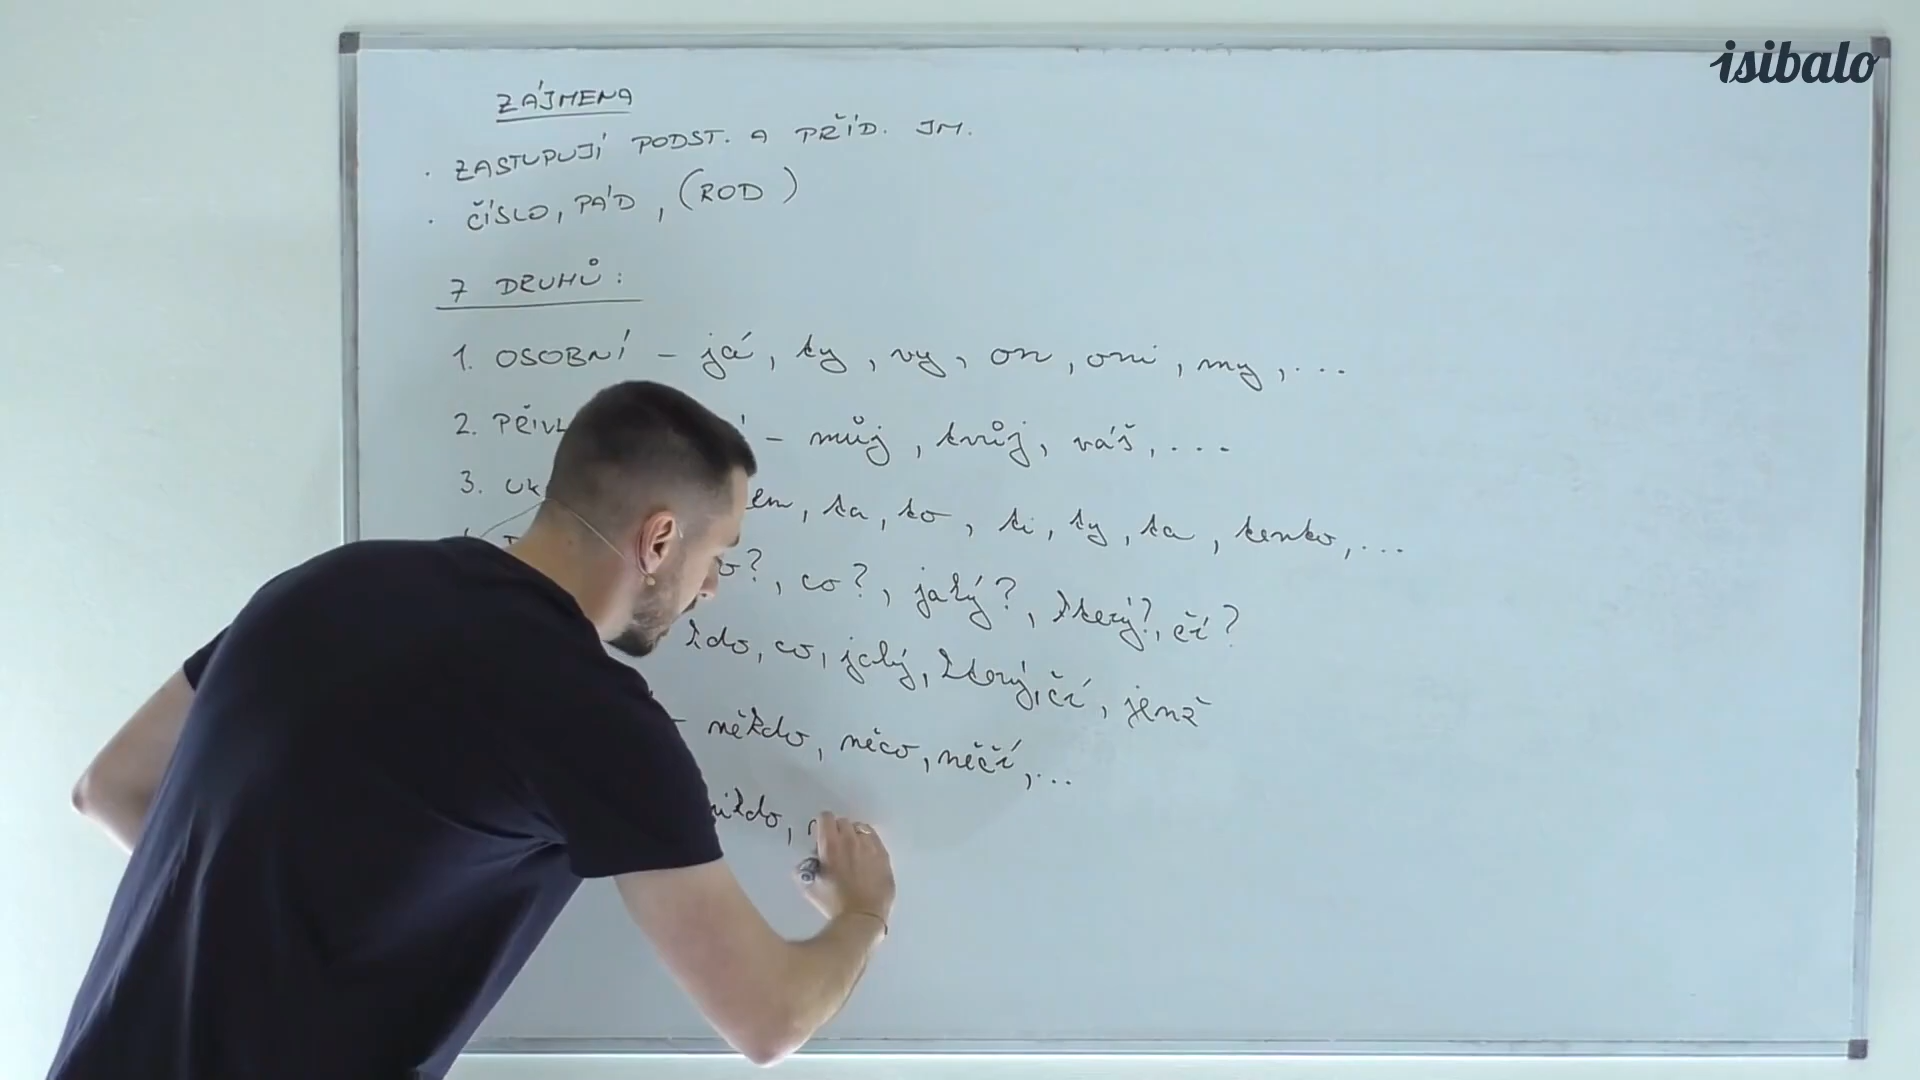 isibalo
ZÁJMENA
· ZASTUPUJÍ PODST. A PŘÍD. JM.
· ČÍSLO, PÁD, (ROD)
7 DRUHŮ:
1. OSOBNÍ – já, ty, vy, on, oni, my, ...
2. PŘIVL – můj, tvůj, váš, ...
3. UK , ta, to, ti, ty, ta, tento, ...
co?, jaký?, který?, čí?
kdo, co, jaký, který, čí, jenž
– někdo, něco, něčí, ...
nikdo,